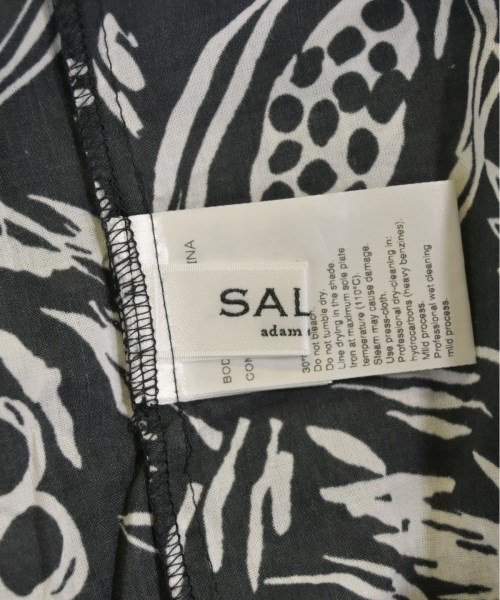 SAL
adam
INA
BOD
CO
30°
Do not bleach.
Do not tumble dry.
Line drying in the shade.
Iron at maximum sole plate
temperature (110°C).
Steam may cause damage.
Use press-cloth.
Professional dry-cleaning in:
hydrocarbons (heavy benzines).
Mild process.
Professional wet cleaning
mild process.